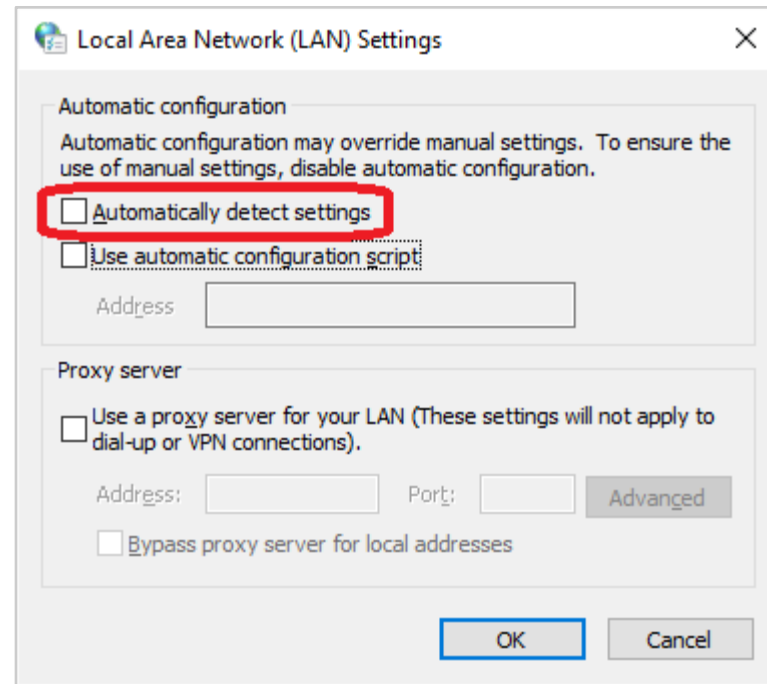 Local Area Network (LAN) Settings
Automatic configuration
Automatic configuration may override manual settings. To ensure the
use of manual settings, disable automatic configuration.
Automatically detect settings
Use automatic configuration script
Address
Proxy server
Use a proxy server for your LAN (These settings will not apply to
dial-up or VPN connections).
Address: Port: Advanced
Bypass proxy server for local addresses
OK Cancel